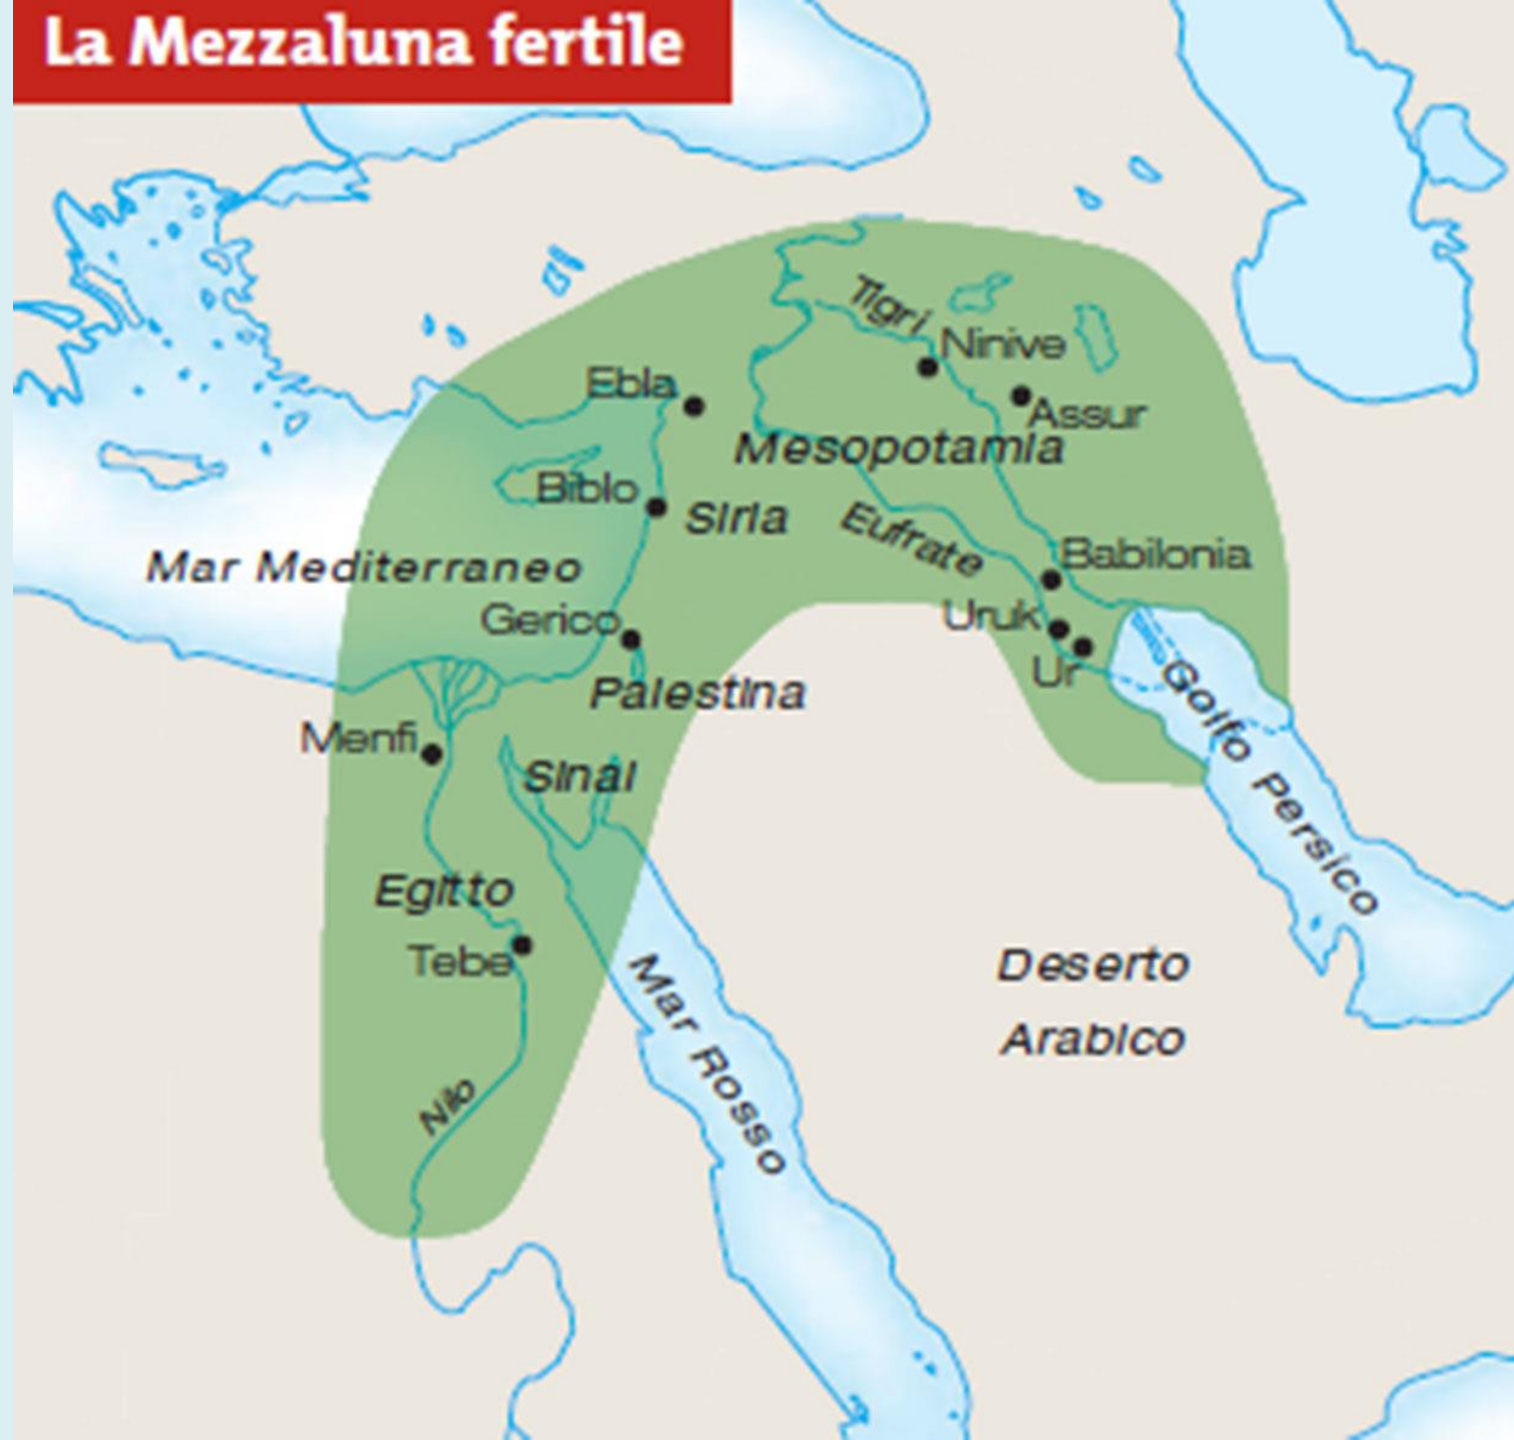 La Mezzaluna fertile
Tigri
Ninive
Ebla
Assur
Mesopotamia
Biblo
Siria
Eufrate
Mar Mediterraneo
Babilonia
Gerico
Uruk
Ur
Palestina
Golfo Persico
Menfi
Sinai
Egitto
Tebe
Mar Rosso
Deserto
Arabico
Nilo